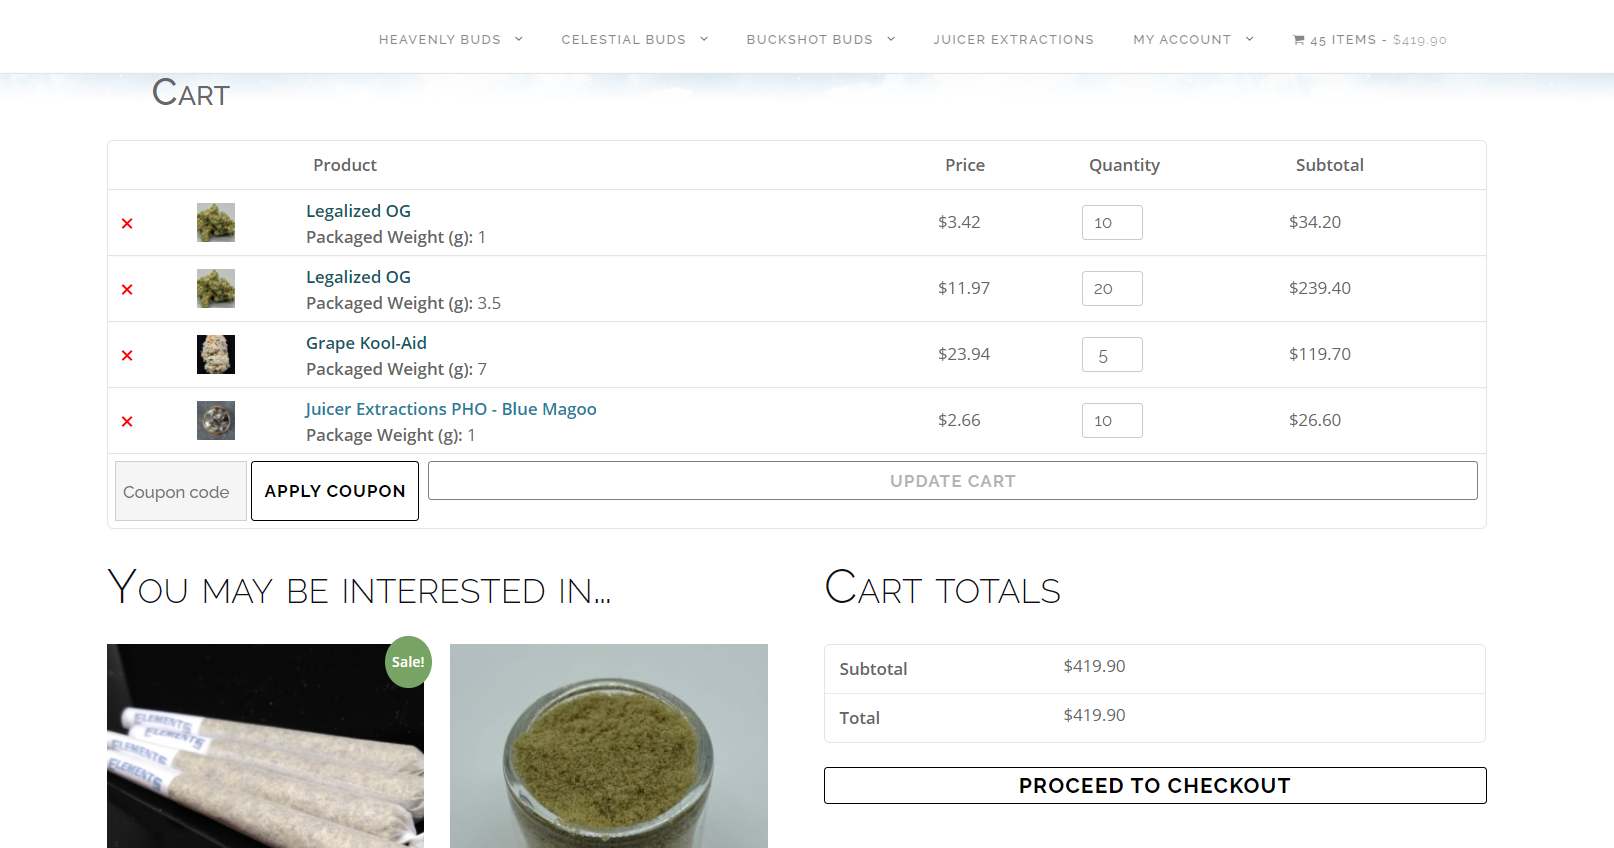 HEAVENLY BUDS CELESTIAL BUDS BUCKSHOT BUDS JUICER EXTRACTIONS MY ACCOUNT 45 ITEMS - $419.90
CART
Product Price Quantity Subtotal
× Legalized OG
Packaged Weight (g): 1 $3.42 10 $34.20
× Legalized OG
Packaged Weight (g): 3.5 $11.97 20 $239.40
× Grape Kool-Aid
Packaged Weight (g): 7 $23.94 5 $119.70
× Juicer Extractions PHO - Blue Magoo
Package Weight (g): 1 $2.66 10 $26.60
Coupon code APPLY COUPON UPDATE CART
YOU MAY BE INTERESTED IN...
Sale!
ELEMENTS
ELEMENTS
ELEMENTS
ELEMENTS
CART TOTALS
Subtotal $419.90
Total $419.90
PROCEED TO CHECKOUT